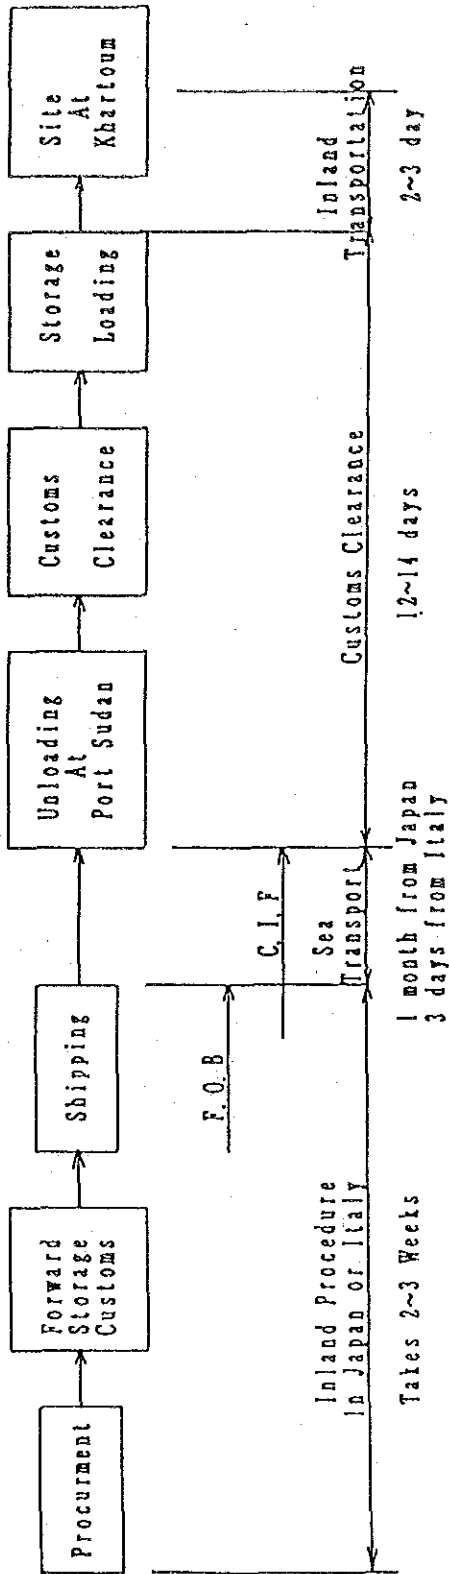 Procurment
Forward
Storage
Customs
Shipping
Unloading
At
Port Sudan
Customs
Clearance
Storage
Loading
Site
At
Khartoum
F. O. B
C. I. F
Inland Procedure
In Japan or Italy
Sea
Transport
Customs Clearance
Inland
Transportation
Takes 2~3 Weeks
1 month from Japan
3 days from Italy
12~14 days
2~3 day